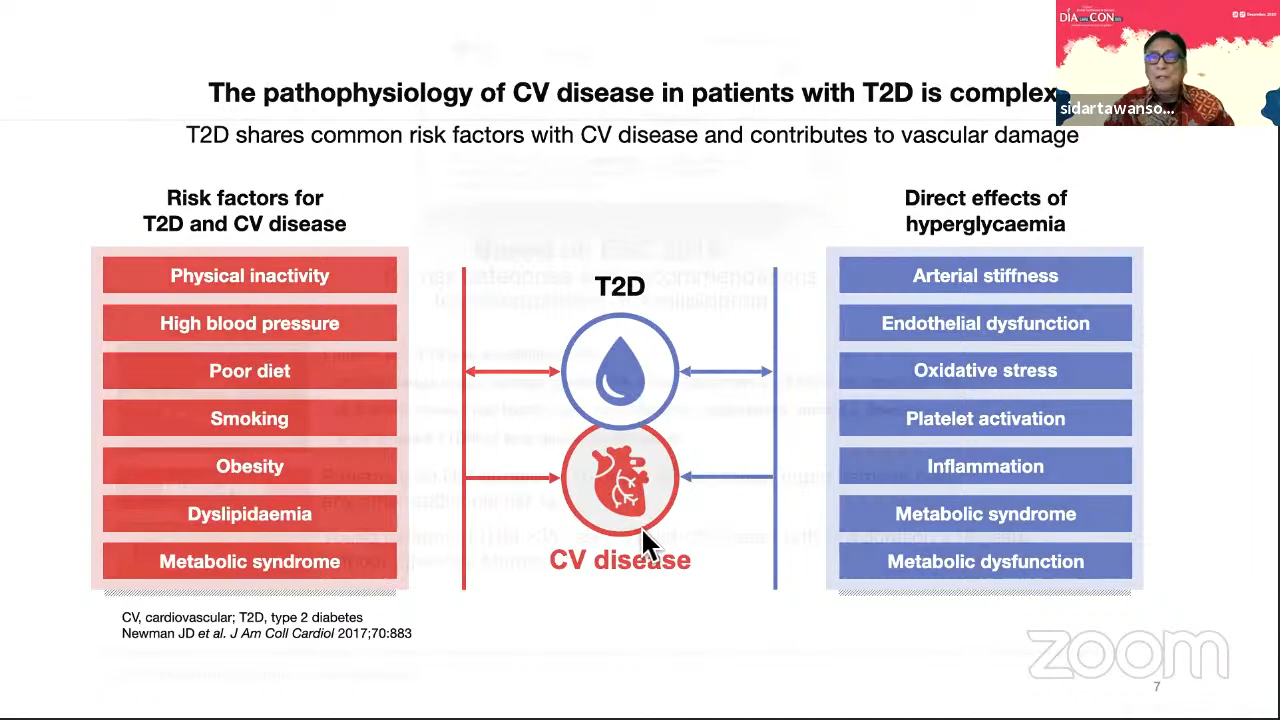 DIA CON
December, 2020
sidartawanso...
The pathophysiology of CV disease in patients with T2D is complex
T2D shares common risk factors with CV disease and contributes to vascular damage
Risk factors for
T2D and CV disease
Physical inactivity
High blood pressure
Poor diet
Smoking
Obesity
Dyslipidaemia
Metabolic syndrome
T2D
CV disease
Direct effects of
hyperglycaemia
Arterial stiffness
Endothelial dysfunction
Oxidative stress
Platelet activation
Inflammation
Metabolic syndrome
Metabolic dysfunction
CV, cardiovascular; T2D, type 2 diabetes
Newman JD et al. J Am Coll Cardiol 2017;70:883
zoom
7